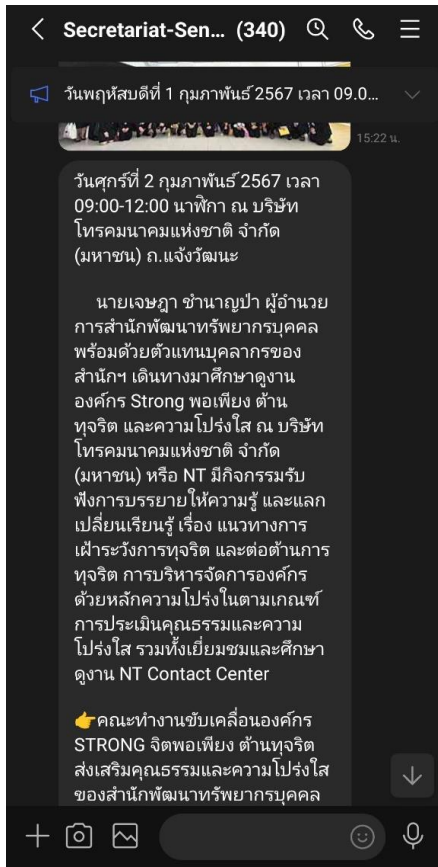 Secretariat-Sen... (340)
วันพฤหัสบดีที่ 1 กุมภาพันธ์ 2567 เวลา 09.0...
15:22 น.
วันศุกร์ที่ 2 กุมภาพันธ์ 2567 เวลา
09:00-12:00 นาฬิกา ณ บริษัท
โทรคมนาคมแห่งชาติ จำกัด
(มหาชน) ถ.แจ้งวัฒนะ
นายเจษฎา ชำนาญป่า ผู้อำนวย
การสำนักพัฒนาทรัพยากรบุคคล
พร้อมด้วยตัวแทนบุคลากรของ
สำนักฯ เดินทางมาศึกษาดูงาน
องค์กร Strong พอเพียง ต้าน
ทุจริต และความโปร่งใส ณ บริษัท
โทรคมนาคมแห่งชาติ จำกัด
(มหาชน) หรือ NT มีกิจกรรมรับ
ฟังการบรรยายให้ความรู้ และแลก
เปลี่ยนเรียนรู้ เรื่อง แนวทางการ
เฝ้าระวังการทุจริต และต่อต้านการ
ทุจริต การบริหารจัดการองค์กร
ด้วยหลักความโปร่งในตามเกณฑ์
การประเมินคุณธรรมและความ
โปร่งใส รวมทั้งเยี่ยมชมและศึกษา
ดูงาน NT Contact Center
👉คณะทำงานขับเคลื่อนองค์กร
STRONG จิตพอเพียง ต้านทุจริต
ส่งเสริมคุณธรรมและความโปร่งใส
ของสำนักพัฒนาทรัพยากรบุคคล